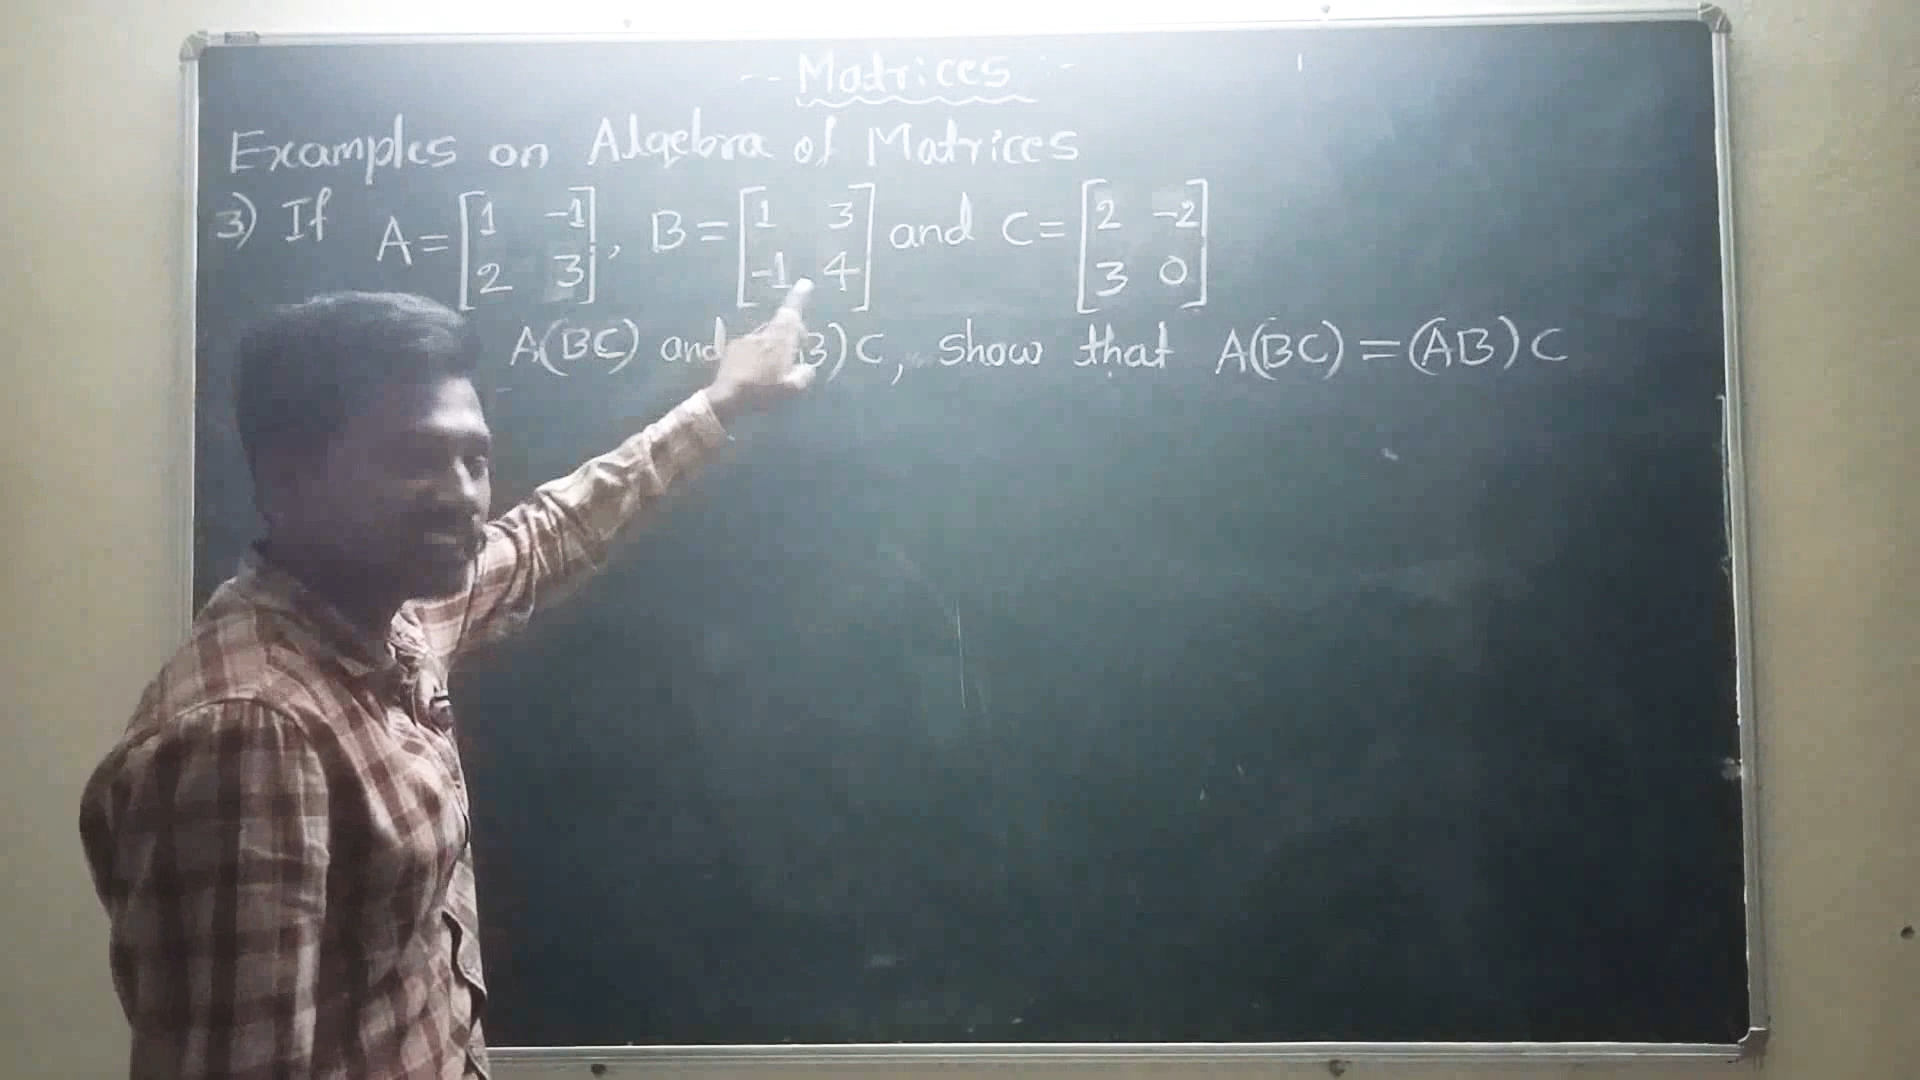 -- Matrices --
Examples on Algebra of Matrices
3) If A = [1 -1 2 3], B = [1 3 -1 4] and C = [2 -2 3 0]
A(BC) and B)C, show that A(BC) = (AB)C